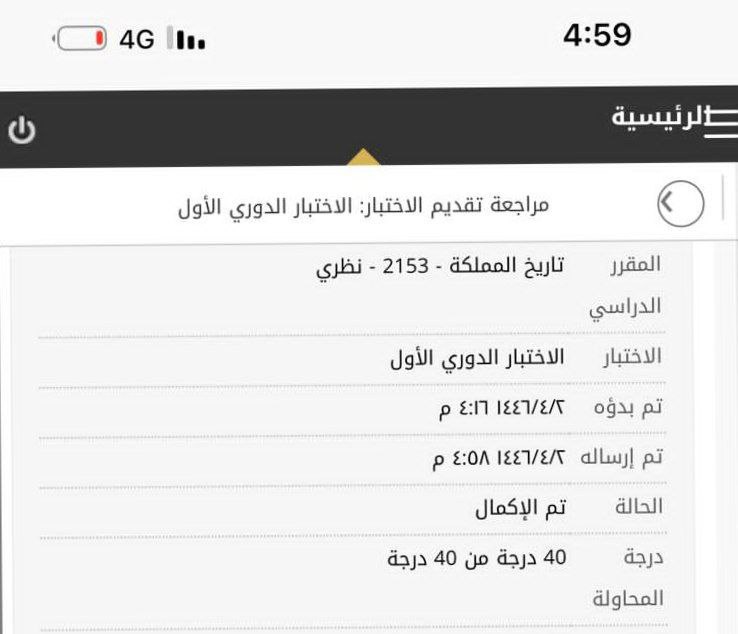 4:59
4G
الرئيسية
مراجعة تقديم الاختبار: الاختبار الدوري الأول
المقرر الدراسي تاريخ المملكة - 2153 - نظري
الاختبار الاختبار الدوري الأول
تم بدؤه ١٤٤٦/٤/٢ ٤:١٦ م
تم إرساله ١٤٤٦/٤/٢ ٤:٥٨ م
الحالة تم الإكمال
درجة المحاولة 40 درجة من 40 درجة